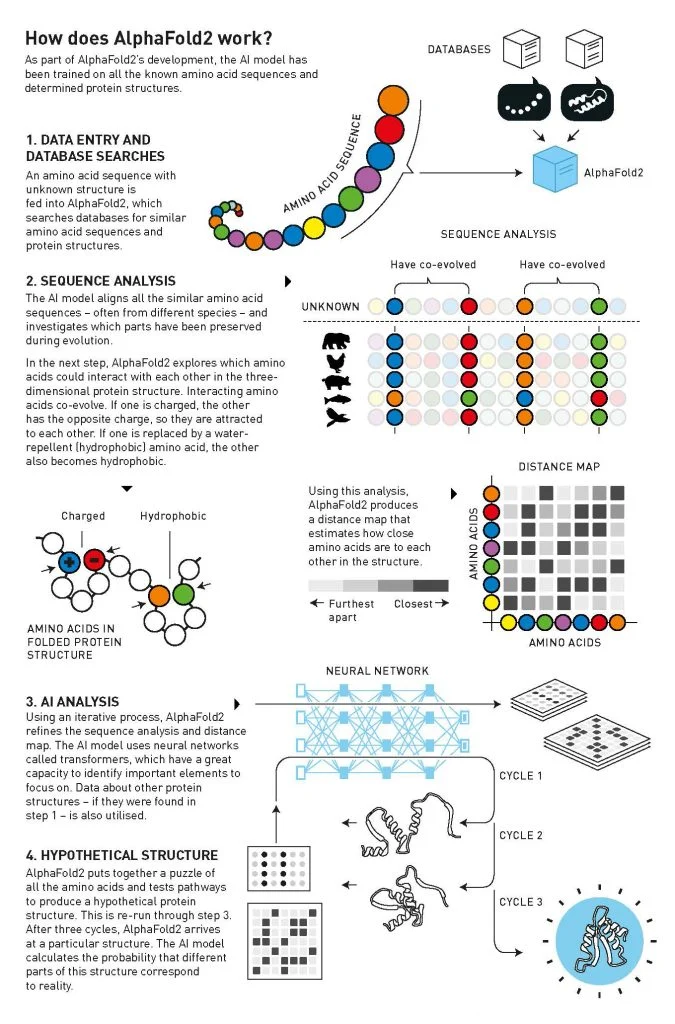 How does AlphaFold2 work?
As part of AlphaFold2's development, the AI model has
been trained on all the known amino acid sequences and
determined protein structures.
DATABASES
AlphaFold2
AMINO ACID SEQUENCE
1. DATA ENTRY AND
DATABASE SEARCHES
An amino acid sequence with
unknown structure is
fed into AlphaFold2, which
searches databases for similar
amino acid sequences and
protein structures.
2. SEQUENCE ANALYSIS
The AI model aligns all the similar amino acid
sequences – often from different species – and
investigates which parts have been preserved
during evolution.
In the next step, AlphaFold2 explores which amino
acids could interact with each other in the three-
dimensional protein structure. Interacting amino
acids co-evolve. If one is charged, the other
has the opposite charge, so they are attracted
to each other. If one is replaced by a water-
repellent (hydrophobic) amino acid, the other
also becomes hydrophobic.
SEQUENCE ANALYSIS
Have co-evolved
Have co-evolved
UNKNOWN
Charged
Hydrophobic
+
-
AMINO ACIDS IN
FOLDED PROTEIN
STRUCTURE
Using this analysis,
AlphaFold2 produces
a distance map that
estimates how close
amino acids are to each
other in the structure.
Furthest
apart
Closest
DISTANCE MAP
AMINO ACIDS
AMINO ACIDS
3. AI ANALYSIS
Using an iterative process, AlphaFold2
refines the sequence analysis and distance
map. The AI model uses neural networks
called transformers, which have a great
capacity to identify important elements to
focus on. Data about other protein
structures – if they were found in
step 1 – is also utilised.
NEURAL NETWORK
CYCLE 1
CYCLE 2
CYCLE 3
4. HYPOTHETICAL STRUCTURE
AlphaFold2 puts together a puzzle of
all the amino acids and tests pathways
to produce a hypothetical protein
structure. This is re-run through step 3.
After three cycles, AlphaFold2 arrives
at a particular structure. The AI model
calculates the probability that different
parts of this structure correspond
to reality.